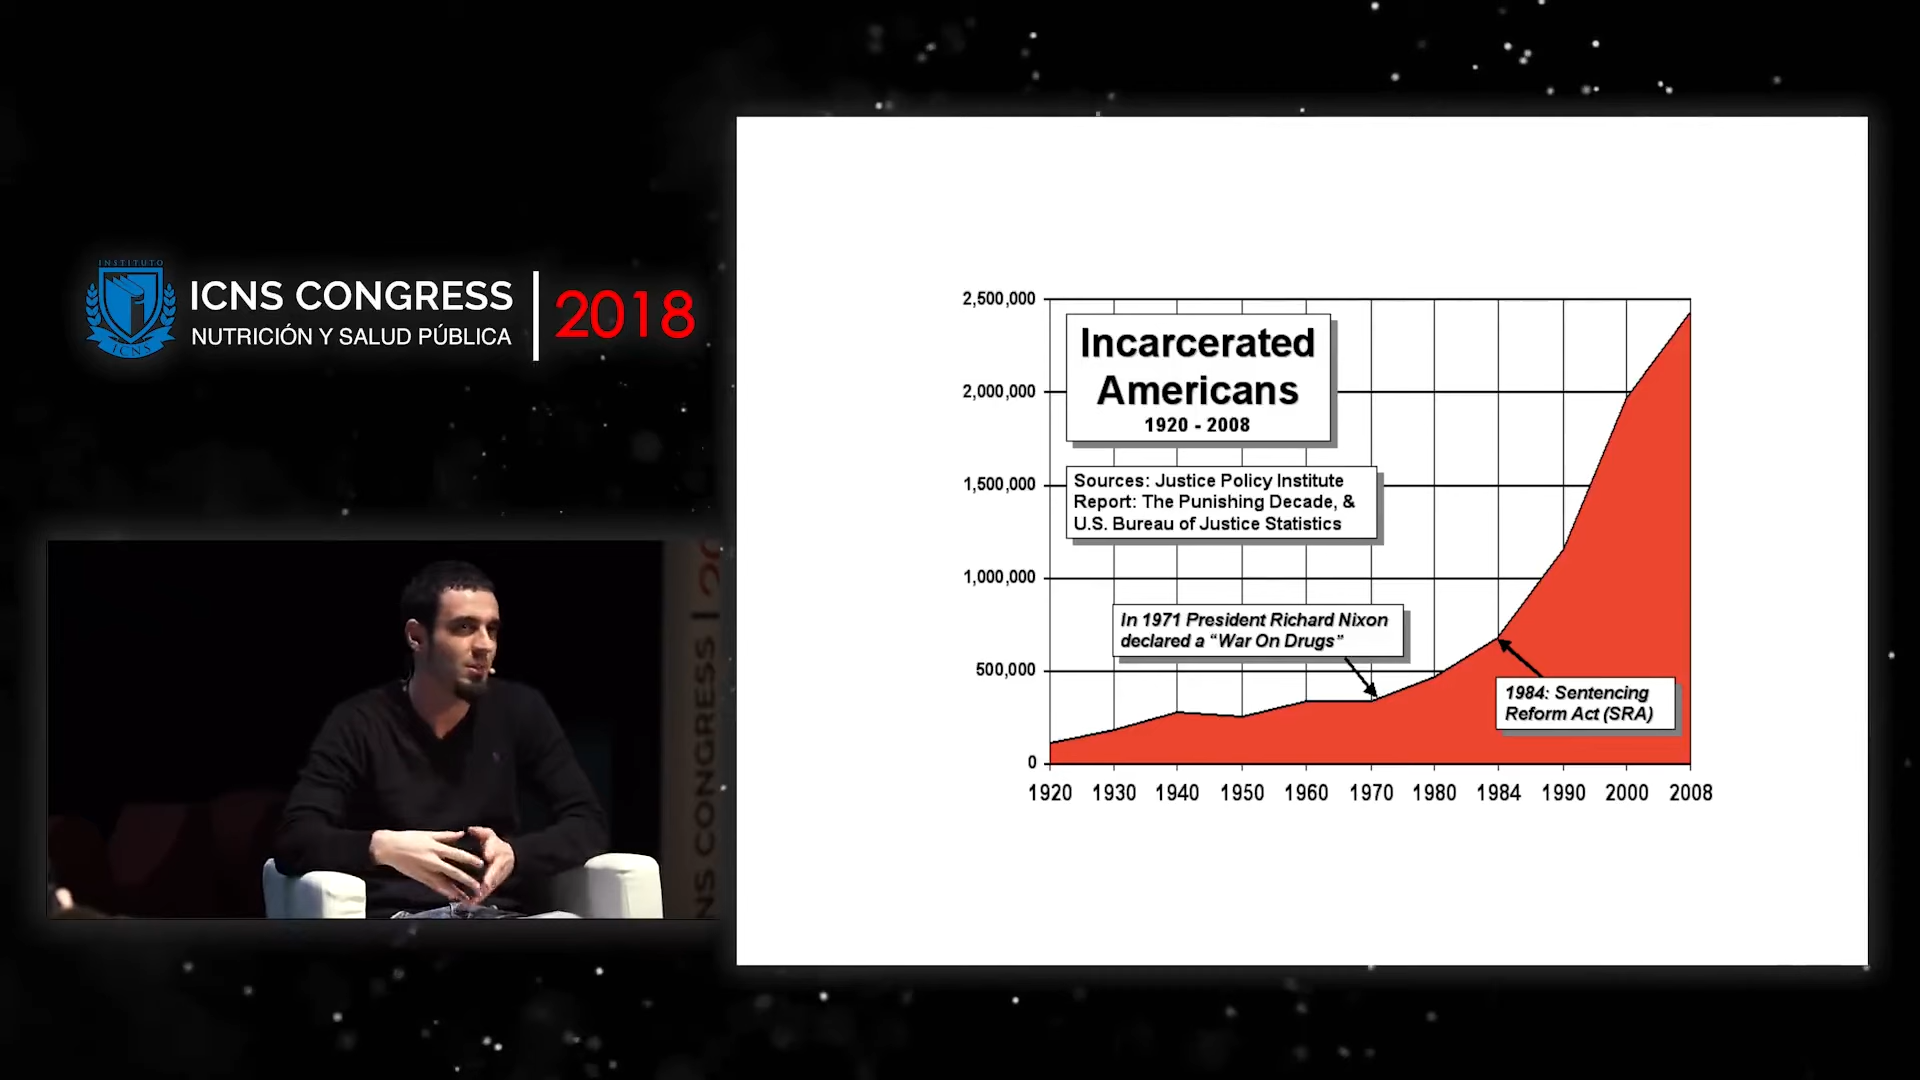 INSTITUTO
ICNS
ICNS CONGRESS
NUTRICIÓN Y SALUD PÚBLICA
2018
NS CONGRESS | 20
2,500,000
2,000,000
1,500,000
1,000,000
500,000
0
Incarcerated
Americans
1920 - 2008
Sources: Justice Policy Institute
Report: The Punishing Decade, &
U.S. Bureau of Justice Statistics
In 1971 President Richard Nixon
declared a “War On Drugs”
1984: Sentencing
Reform Act (SRA)
1920 1930 1940 1950 1960 1970 1980 1984 1990 2000 2008